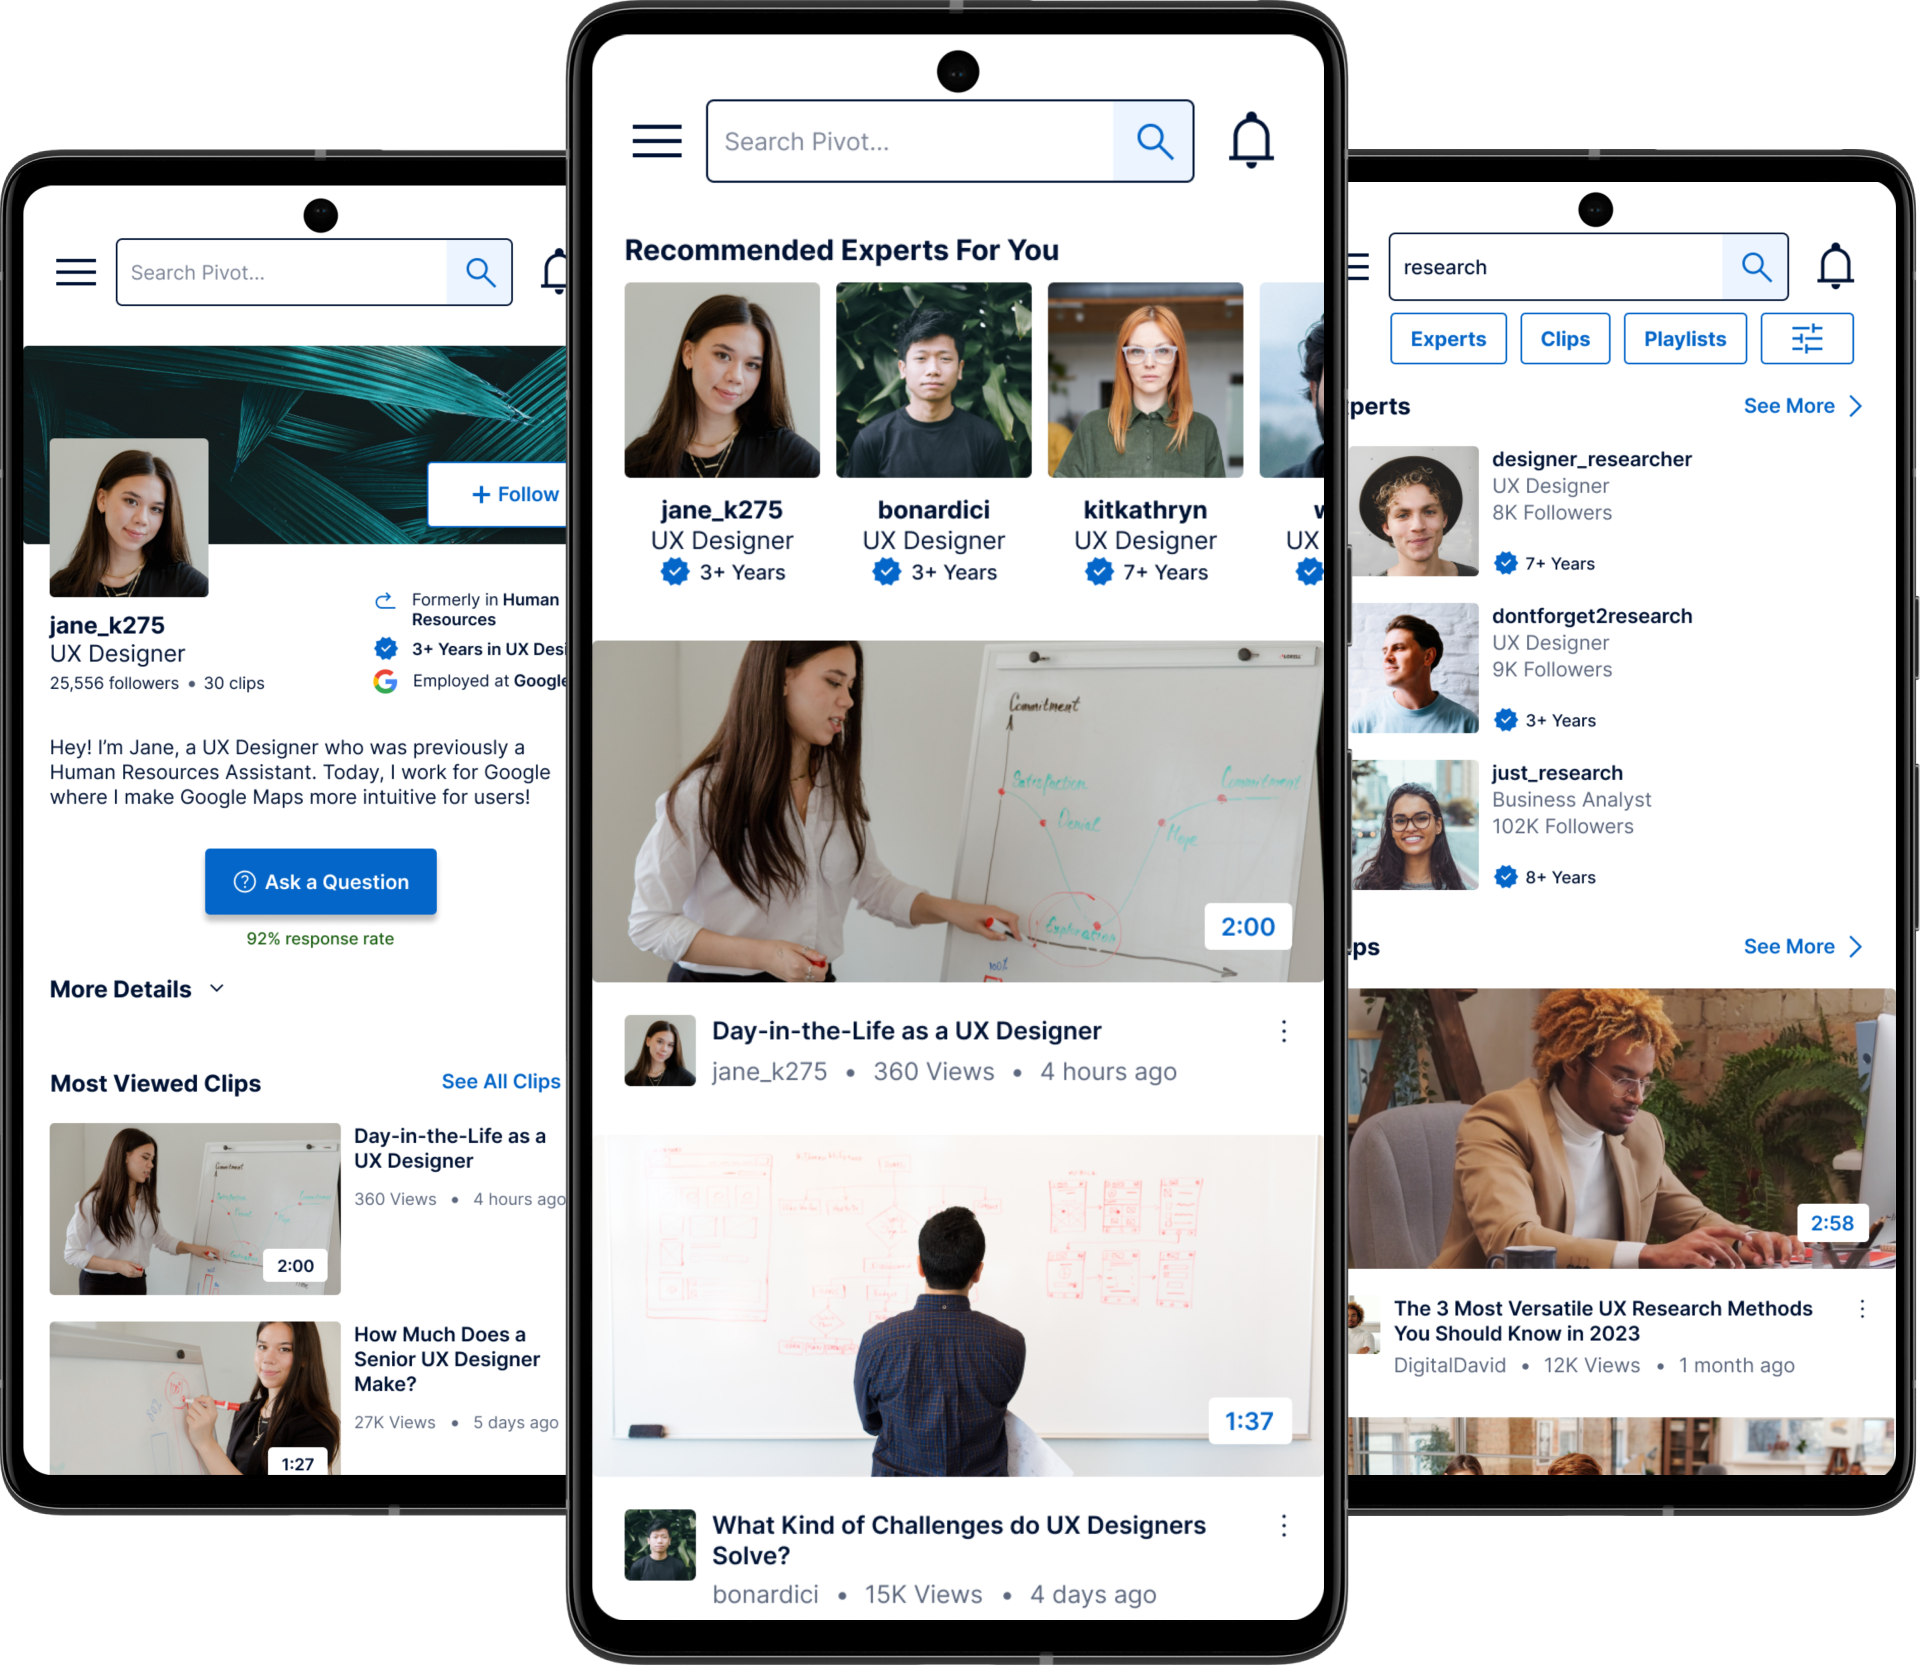 Search Pivot...
+ Follow
jane_k275
UX Designer
25,556 followers • 30 clips
Formerly in Human
Resources
3+ Years in UX
Employed at Google
Hey! I'm Jane, a UX Designer who was previously a
Human Resources Assistant. Today, I work for Google
where I make Google Maps more intuitive for users!
Ask a Question
92% response rate
More Details
Most Viewed Clips
See All Clips
2:00
Day-in-the-Life as a
UX Designer
360 Views • 4 hours ago
1:27
How Much Does a
Senior UX Designer
Make?
27K Views • 5 days ago
Search Pivot...
Recommended Experts For You
jane_k275
UX Designer
3+ Years
bonardici
UX Designer
3+ Years
kitkathryn
UX Designer
7+ Years
UX
Commitment
Satisfaction
Commitment
Denial
Hope
Exploration
100%
2:00
Day-in-the-Life as a UX Designer
jane_k275 • 360 Views • 4 hours ago
1:37
What Kind of Challenges do UX Designers
Solve?
bonardici • 15K Views • 4 days ago
research
Experts
Clips
Playlists
perts
See More
designer_researcher
UX Designer
8K Followers
7+ Years
dontforget2research
UX Designer
9K Followers
3+ Years
just_research
Business Analyst
102K Followers
8+ Years
ps
See More
2:58
The 3 Most Versatile UX Research Methods
You Should Know in 2023
DigitalDavid • 12K Views • 1 month ago